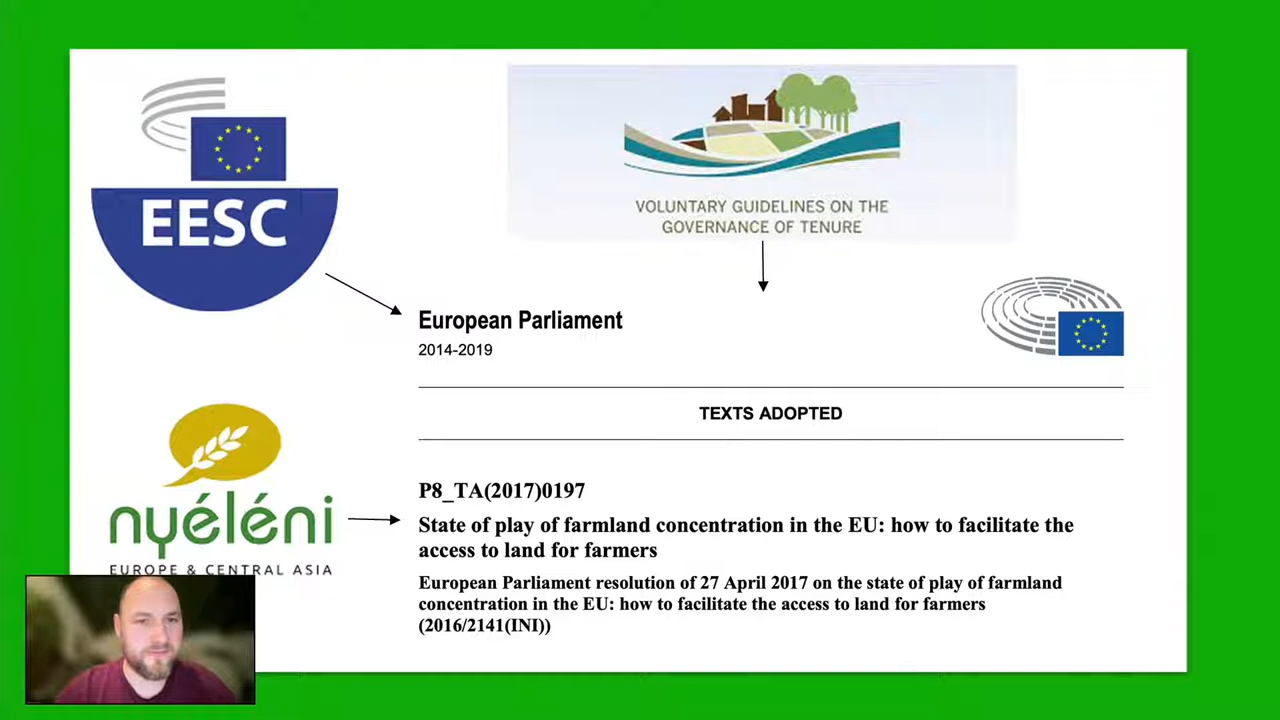 EESC
VOLUNTARY GUIDELINES ON THE
GOVERNANCE OF TENURE
European Parliament
2014-2019
TEXTS ADOPTED
nyéléni
EUROPE & CENTRAL ASIA
P8_TA(2017)0197
State of play of farmland concentration in the EU: how to facilitate the
access to land for farmers
European Parliament resolution of 27 April 2017 on the state of play of farmland
concentration in the EU: how to facilitate the access to land for farmers
(2016/2141(INI))